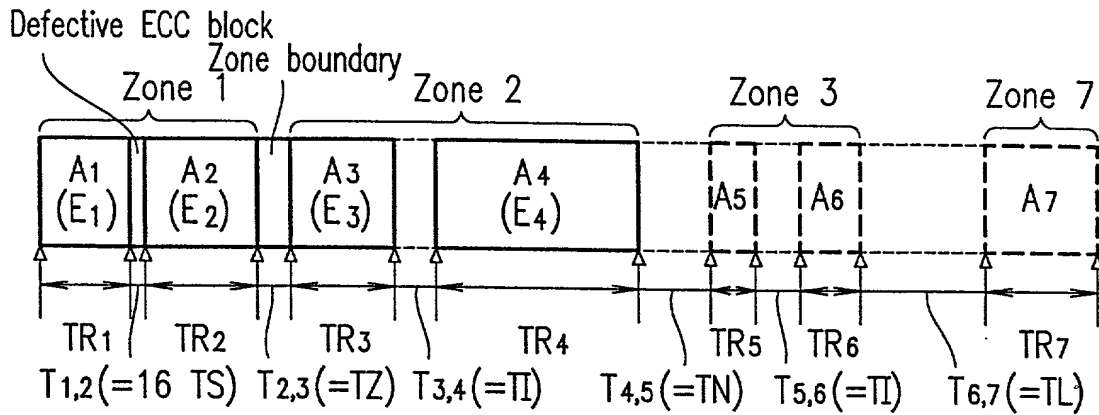 Defective ECC block
Zone boundary
Zone 1 Zone 2 Zone 3 Zone 7
A1 A2 A3 A4 A5 A6 A7
(E1) (E2) (E3) (E4)
TR1 TR2 TR3 TR4 TR5 TR6 TR7
T1,2(=16 TS) T2,3(=TZ) T3,4(=TI) T4,5(=TN) T5,6(=TI) T6,7(=TL)